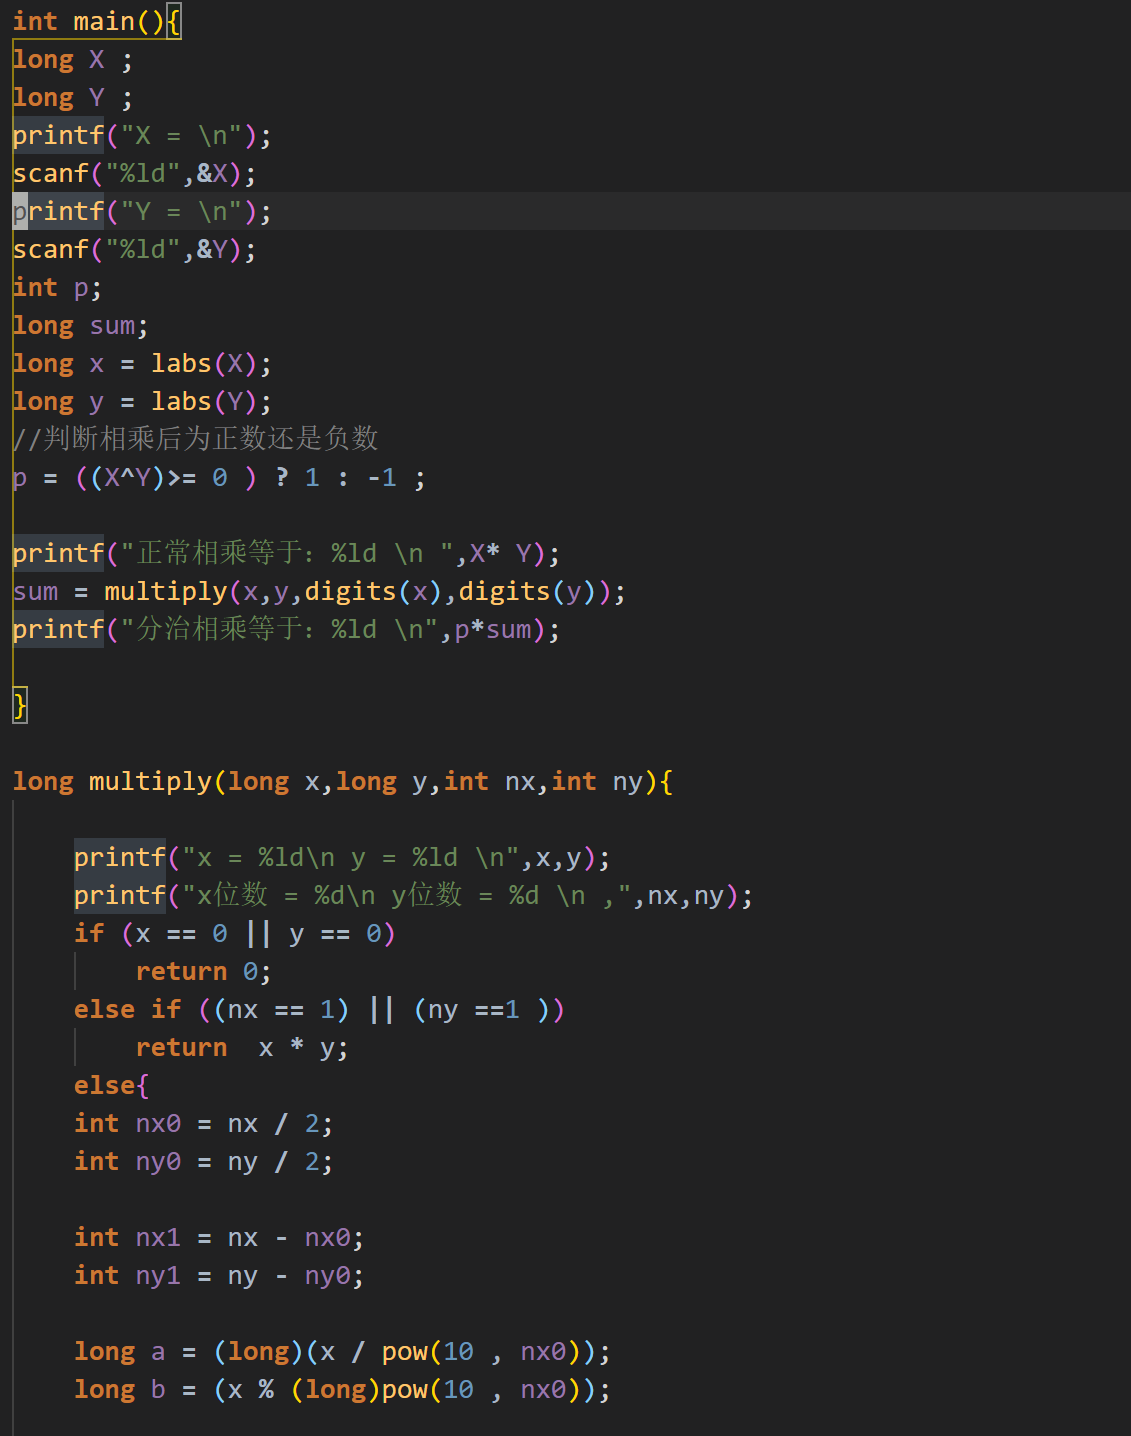 int main(){
long X ;
long Y ;
printf("X = \n");
scanf("%ld",&X);
printf("Y = \n");
scanf("%ld",&Y);
int p;
long sum;
long x = labs(X);
long y = labs(Y);
//判断相乘后为正数还是负数
p = ((X^Y)>= 0 ) ? 1 : -1 ;
printf("正常相乘等于：%ld \n ",X* Y);
sum = multiply(x,y,digits(x),digits(y));
printf("分治相乘等于：%ld \n",p*sum);
}
long multiply(long x,long y,int nx,int ny){
printf("x = %ld\n y = %ld \n",x,y);
printf("x位数 = %d\n y位数 = %d \n ,",nx,ny);
if (x == 0 || y == 0)
return 0;
else if ((nx == 1) || (ny ==1 ))
return  x * y;
else{
int nx0 = nx / 2;
int ny0 = ny / 2;
int nx1 = nx - nx0;
int ny1 = ny - ny0;
long a = (long)(x / pow(10 , nx0));
long b = (x % (long)pow(10 , nx0));